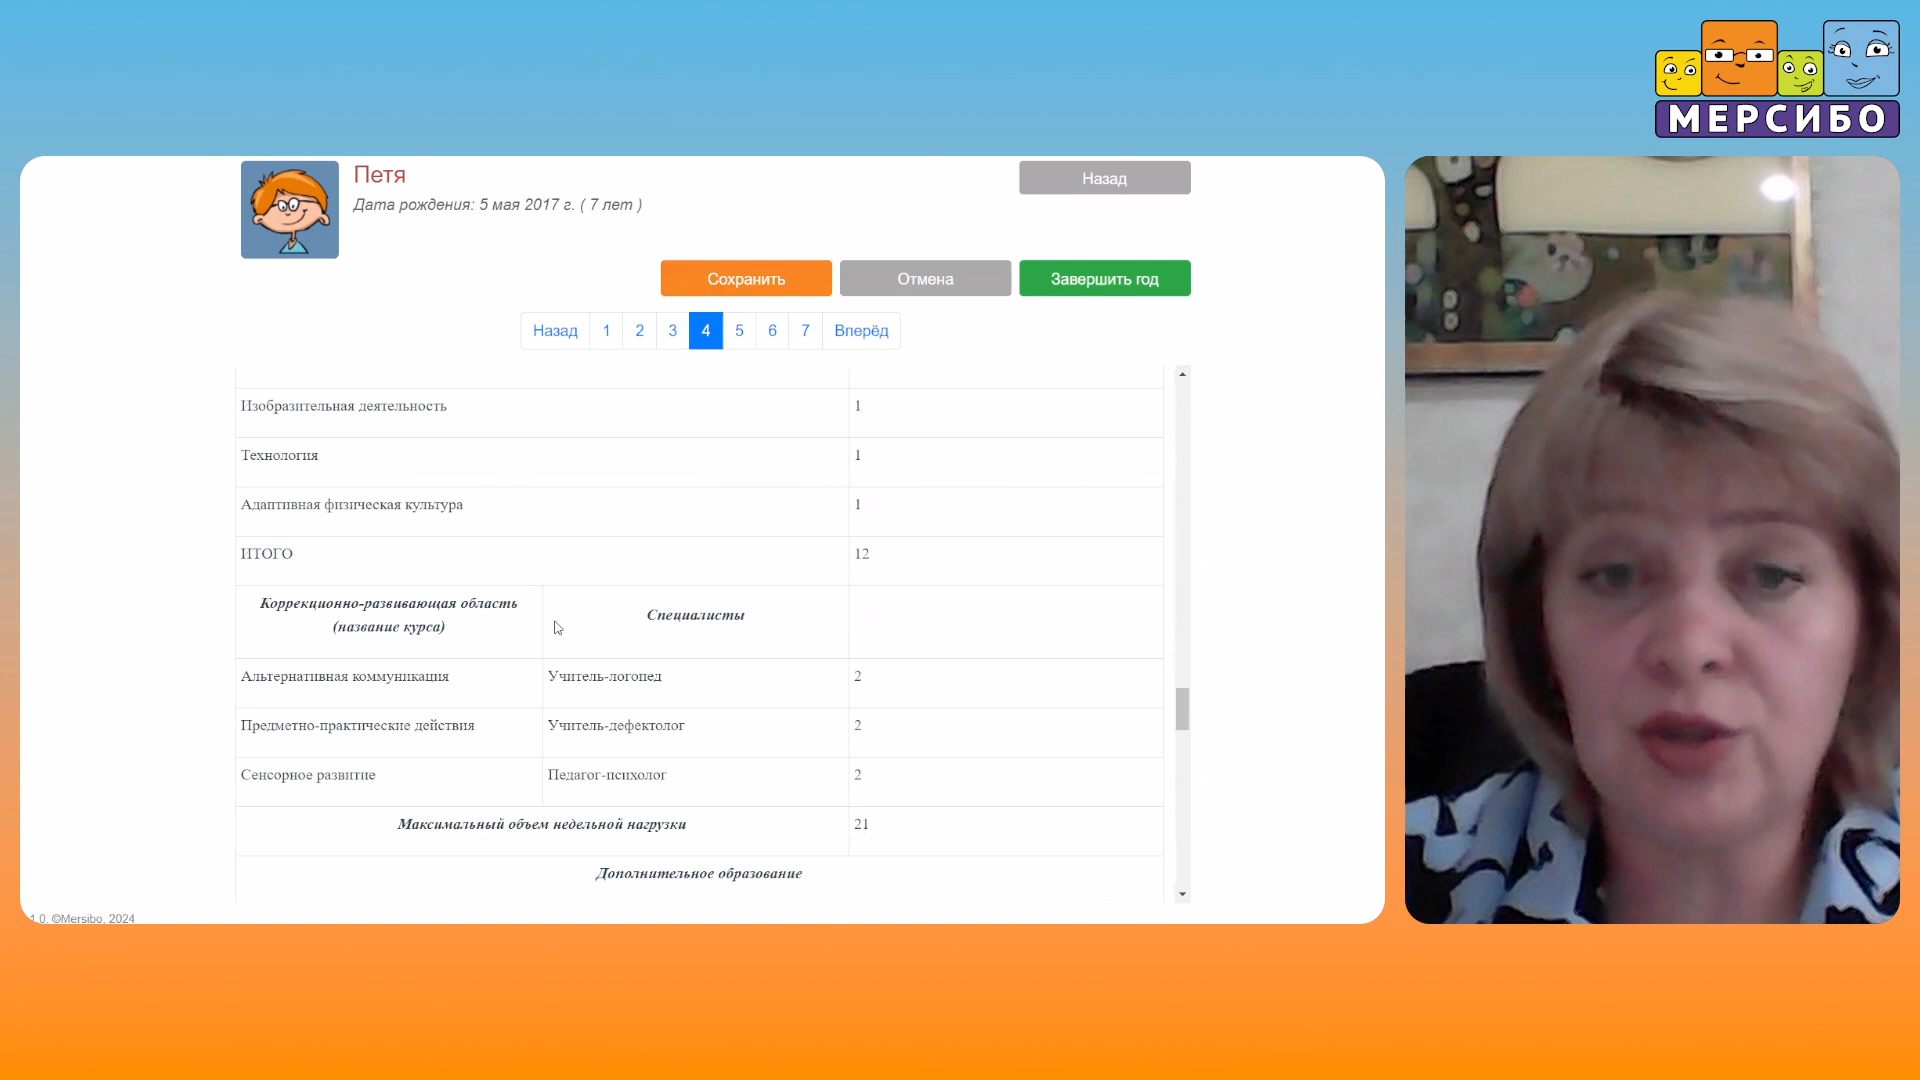 МЕРСИБО
Петя
Дата рождения: 5 мая 2017 г. ( 7 лет )
Назад
Сохранить
Отмена
Завершить год
Назад 1 2 3 4 5 6 7 Вперёд
Изобразительная деятельность 1
Технология 1
Адаптивная физическая культура 1
ИТОГО 12
Коррекционно-развивающая область
(название курса)
Специалисты
Альтернативная коммуникация Учитель-логопед 2
Предметно-практические действия Учитель-дефектолог 2
Сенсорное развитие Педагог-психолог 2
Максимальный объем недельной нагрузки 21
Дополнительное образование
1.0, ©Mersibo, 2024